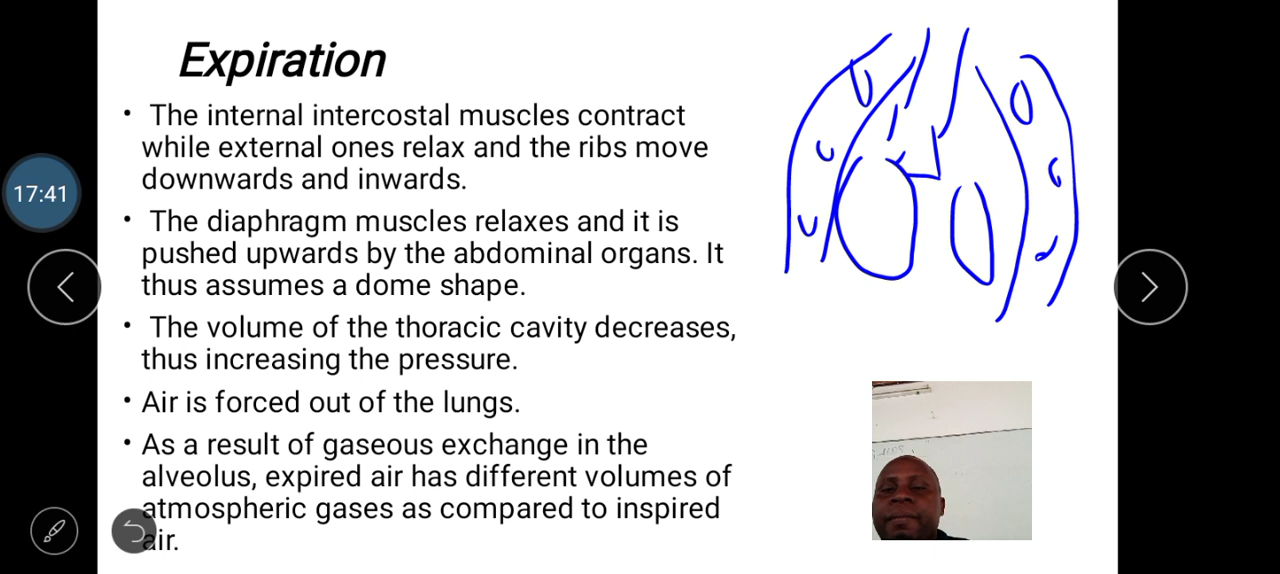 Expiration
• The internal intercostal muscles contract
while external ones relax and the ribs move
downwards and inwards.
• The diaphragm muscles relaxes and it is
pushed upwards by the abdominal organs. It
thus assumes a dome shape.
• The volume of the thoracic cavity decreases,
thus increasing the pressure.
• Air is forced out of the lungs.
• As a result of gaseous exchange in the
alveolus, expired air has different volumes of
atmospheric gases as compared to inspired
air.
17:41